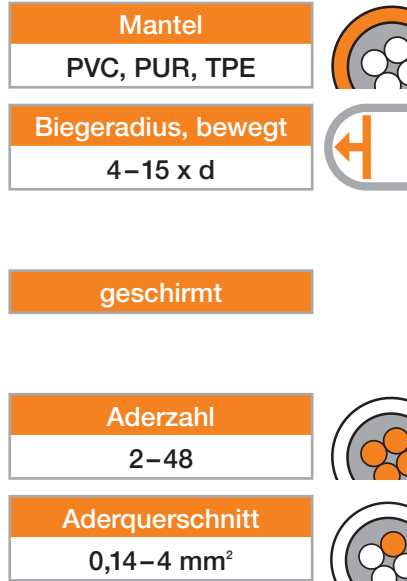 Mantel
PVC, PUR, TPE
Biegeradius, bewegt
4–15 x d
geschirmt
Aderzahl
2–48
Aderquerschnitt
0,14–4 mm²